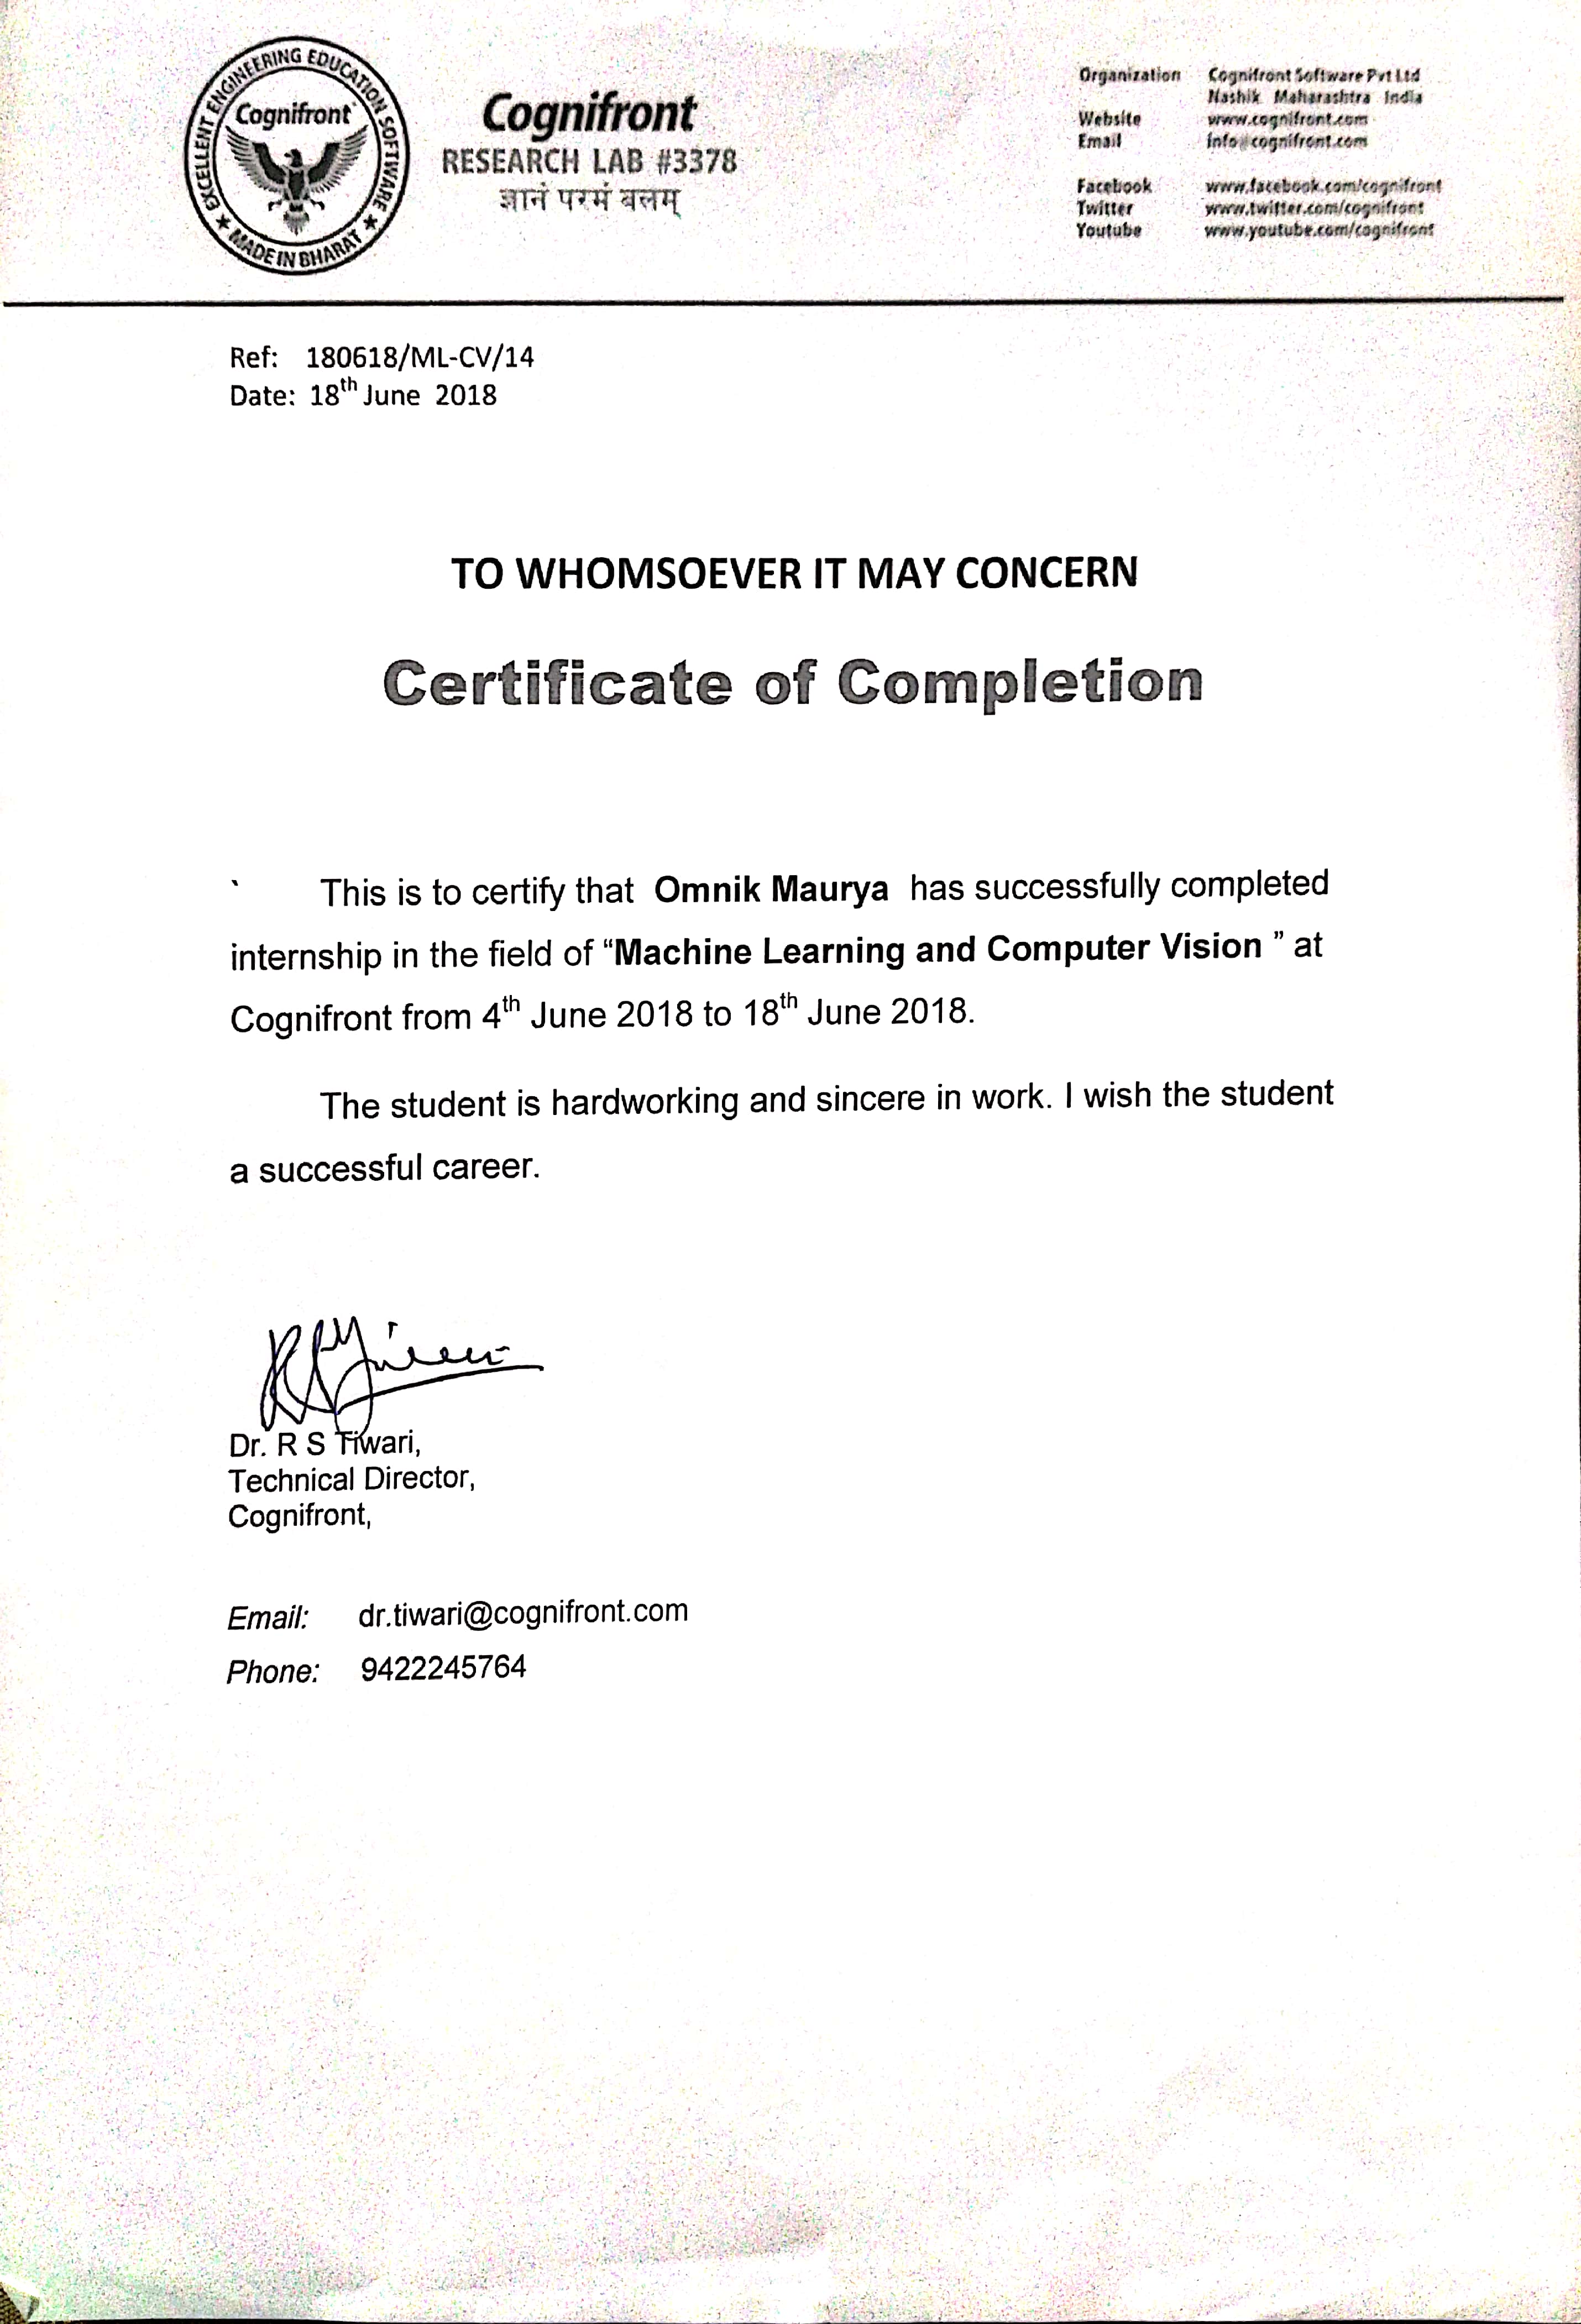 EXCELLENT ENGINEERING EDUCATION SOFTWARE
Cognifront
★ MADE IN BHARAT ★
Cognifront
RESEARCH LAB #3378
ज्ञानं परमं बलम्
Organization Cognifront Software Pvt Ltd
Nashik Maharashtra India
Website www.cognifront.com
Email info@cognifront.com
Facebook www.facebook.com/cognifront
Twitter www.twitter.com/cognifront
Youtube www.youtube.com/cognifront
Ref: 180618/ML-CV/14
Date: 18th June 2018
TO WHOMSOEVER IT MAY CONCERN
Certificate of Completion
` This is to certify that Omnik Maurya has successfully completed
internship in the field of “Machine Learning and Computer Vision ” at
Cognifront from 4th June 2018 to 18th June 2018.
The student is hardworking and sincere in work. I wish the student
a successful career.
Dr. R S Tiwari,
Technical Director,
Cognifront,
Email: dr.tiwari@cognifront.com
Phone: 9422245764